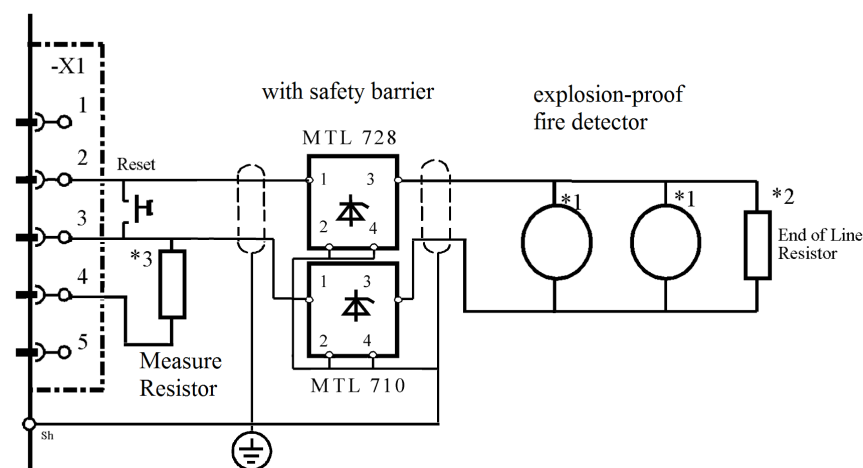 -X1
1
2
3
4
5
Sh
Reset
*3
Measure
Resistor
with safety barrier
MTL 728
1
3
2
4
1
3
2
4
MTL 710
explosion-proof
fire detector
*1
*1
*2
End of Line
Resistor